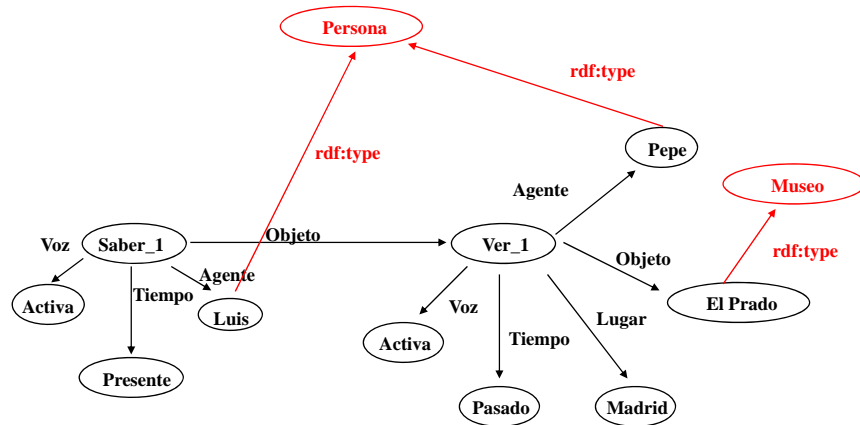 Persona
rdf:type
Pepe
rdf:type
Agente
Museo
Voz
Saber_1
Objeto
Ver_1
Objeto
rdf:type
Agente
Activa
Tiempo
Luis
Voz
Lugar
El Prado
Activa
Tiempo
Presente
Pasado
Madrid